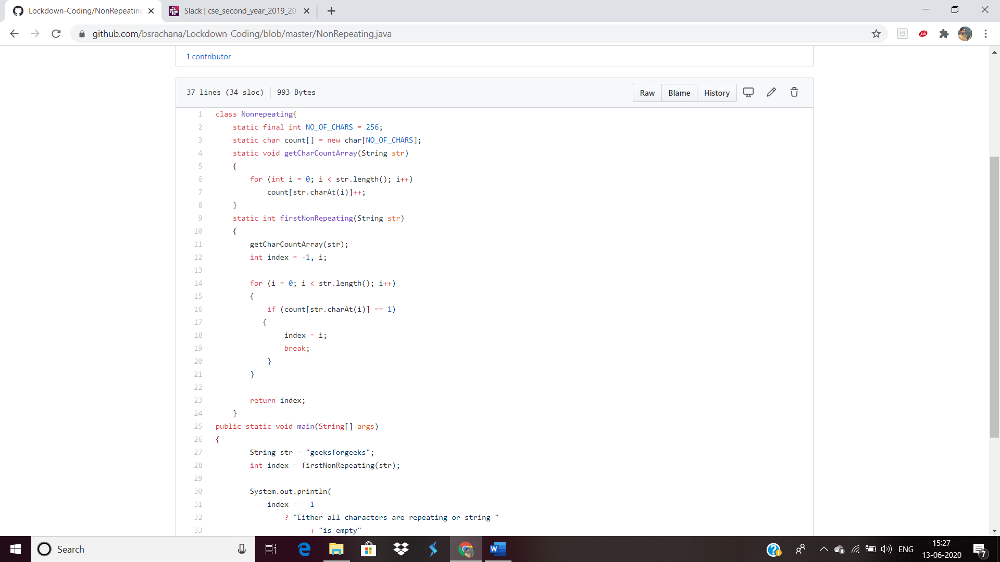 Lockdown-Coding/NonRepeating
Slack | cse_second_year_2019_20
github.com/bsrachana/Lockdown-Coding/blob/master/NonRepeating.java
Ask
1 contributor
37 lines (34 sloc) 993 Bytes
Raw Blame History
1 class Nonrepeating{
2 static final int NO_OF_CHARS = 256;
3 static char count[] = new char[NO_OF_CHARS];
4 static void getCharCountArray(String str)
5 {
6 for (int i = 0; i < str.length(); i++)
7 count[str.charAt(i)]++;
8 }
9 static int firstNonRepeating(String str)
10 {
11 getCharCountArray(str);
12 int index = -1, i;
13
14 for (i = 0; i < str.length(); i++)
15 {
16 if (count[str.charAt(i)] == 1)
17 {
18 index = i;
19 break;
20 }
21 }
22
23 return index;
24 }
25 public static void main(String[] args)
26 {
27 String str = "geeksforgeeks";
28 int index = firstNonRepeating(str);
29
30 System.out.println(
31 index == -1
32 ? "Either all characters are repeating or string "
33 + "is empty"
Search
ENG
15:27
13-06-2020
7